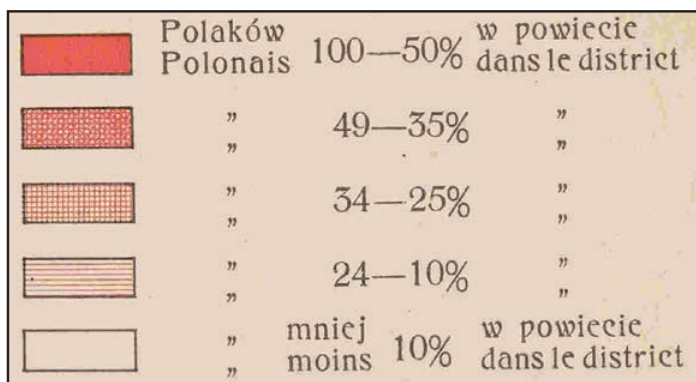 Polaków 100—50% w powiecie
Polonais dans le district
„ 49—35% „
„ „
„ 34—25% „
„ „
„ 24—10% „
„ „
„ mniej 10% w powiecie
„ moins dans le district